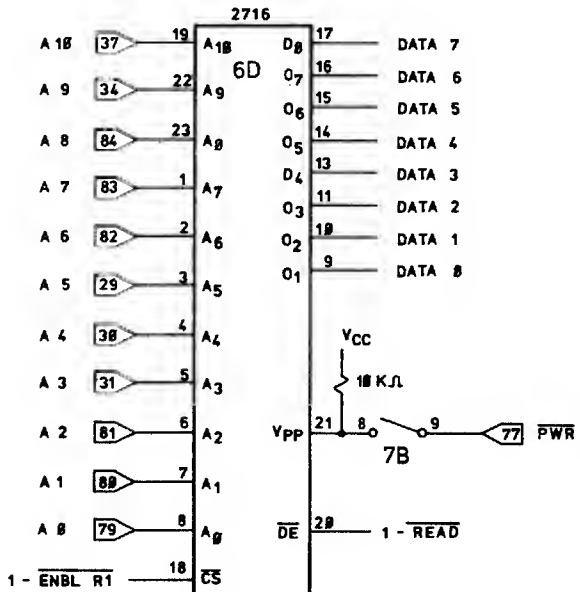 2716
A 10 37 19 A10 D8 17 DATA 7
6D
A 9 34 22 A9 O7 16 DATA 6
O6 15 DATA 5
A 8 84 23 A8 O5 14 DATA 4
A 7 83 1 A7 D4 13 DATA 3
O3 11 DATA 2
A 6 82 2 A6 O2 10 DATA 1
O1 9 DATA 0
A 5 29 3 A5
A 4 30 4 A4 VCC
A 3 31 5 A3 10 KΩ
A 2 81 6 A2 VPP 21 8 9 77 PWR
7B
A 1 80 7 A1
A 0 79 8 A0 DE 20 1 - READ
1 - ENBL R1 18 CS